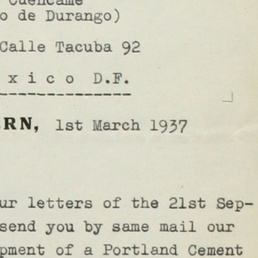 Cuencame
o de Durango)
Calle Tacuba 92
x i c o D.F.
RN, 1st March 1937
ur letters of the 21st Sep-
send you by same mail our
pment of a Portland Cement